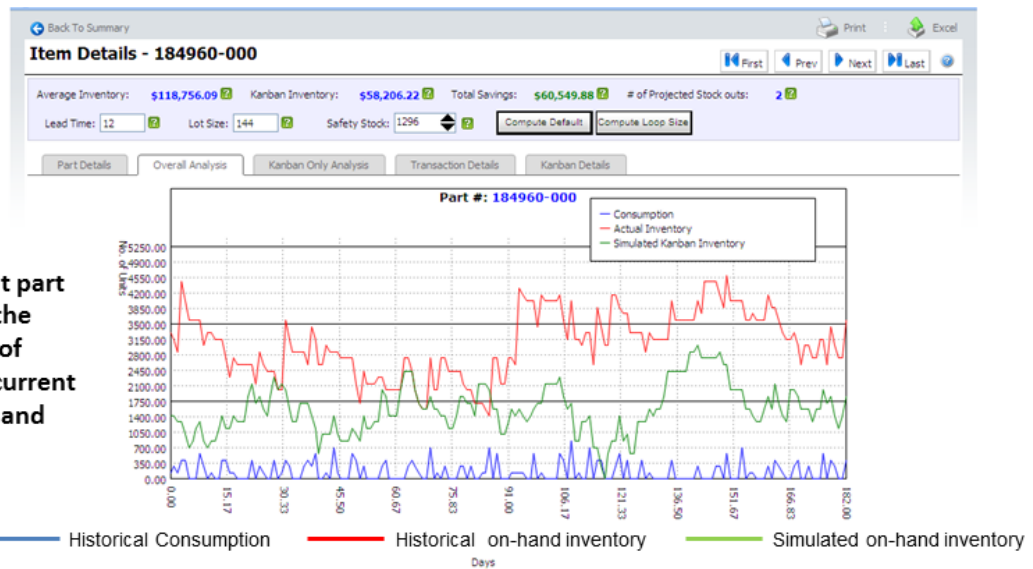 Back To Summary
Print
Excel
Item Details - 184960-000
First
Prev
Next
Last
Average Inventory: $118,756.09 Kanban Inventory: $58,206.22 Total Savings: $60,549.88 # of Projected Stock outs: 2
Lead Time: 12 Lot Size: 144 Safety Stock: 1296 Compute Default Compute Loop Size
Part Details Overall Analysis Kanban Only Analysis Transaction Details Kanban Details
Part #: 184960-000
Consumption
Actual Inventory
Simulated Kanban Inventory
No. of Units
5250.00
4900.00
4550.00
4200.00
3850.00
3500.00
3150.00
2800.00
2450.00
2100.00
1750.00
1400.00
1050.00
700.00
350.00
0.00
t part
the
of
current
and
0.00 15.17 30.33 45.50 60.67 75.83 91.00 106.17 121.33 136.50 151.67 166.83 182.00
Historical Consumption Historical on-hand inventory Simulated on-hand inventory
Days